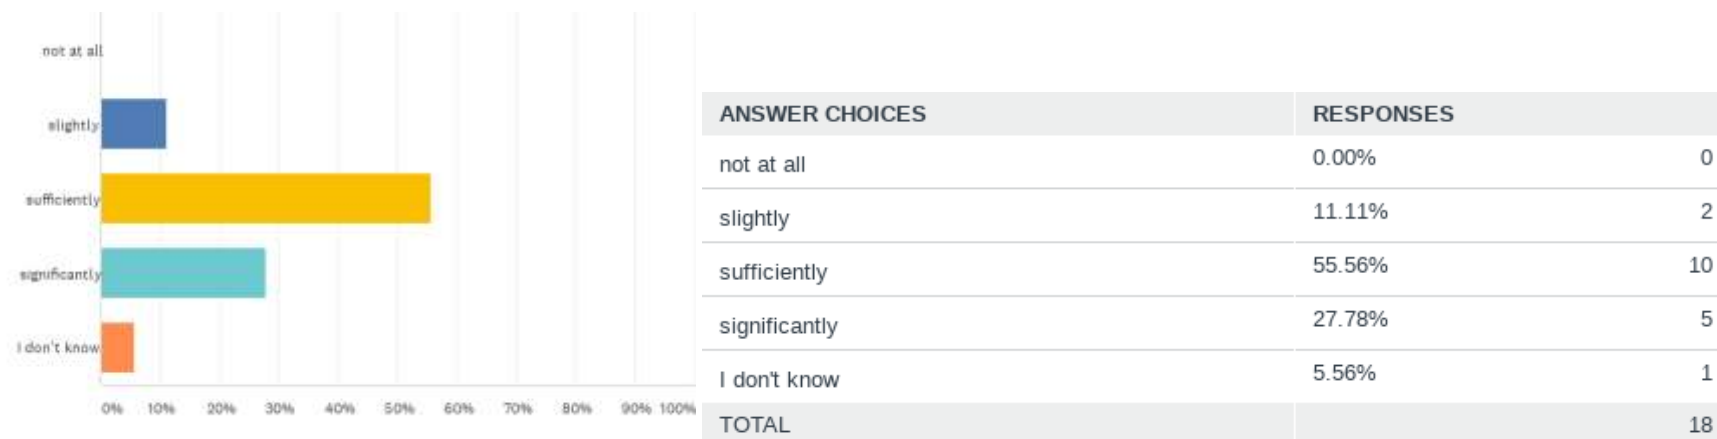 not at all
slightly
sufficiently
significantly
I don't know
0% 10% 20% 30% 40% 50% 60% 70% 80% 90% 100%
ANSWER CHOICES RESPONSES
not at all 0.00% 0
slightly 11.11% 2
sufficiently 55.56% 10
significantly 27.78% 5
I don't know 5.56% 1
TOTAL 18